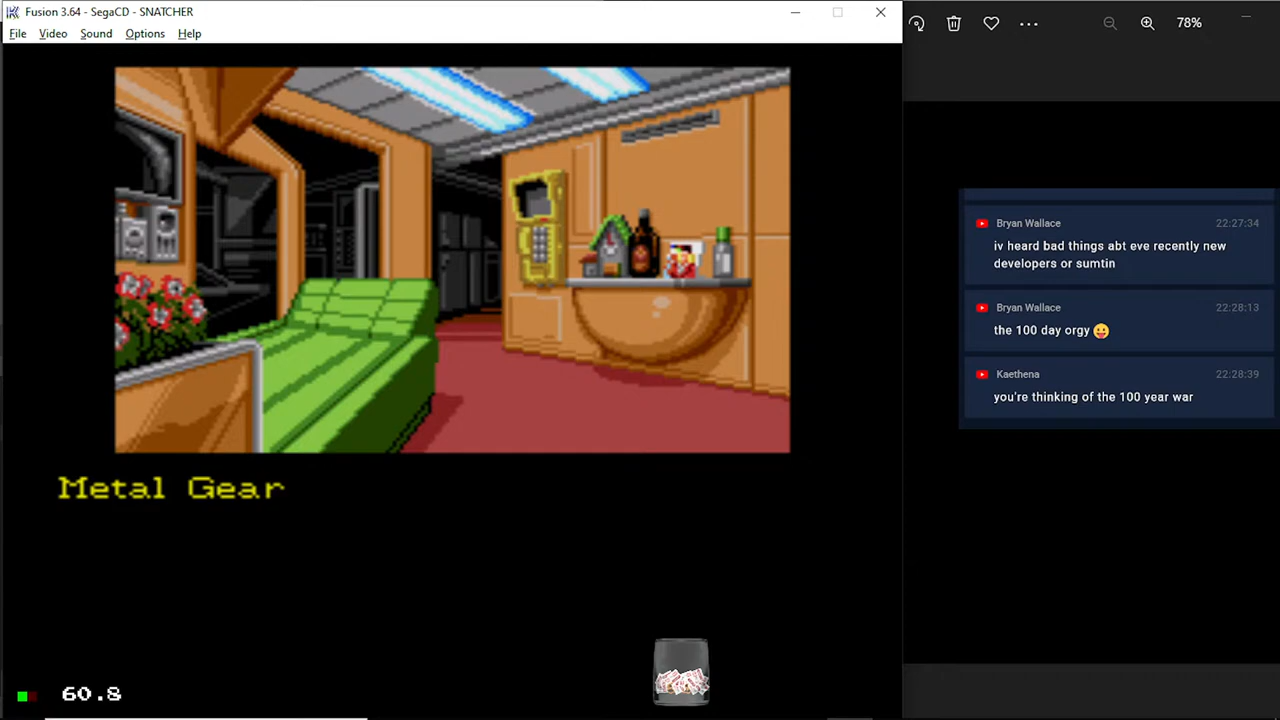 Fusion 3.64 - SegaCD - SNATCHER
File Video Sound Options Help
78%
Bryan Wallace 22:27:34
iv heard bad things abt eve recently new
developers or sumtin
Bryan Wallace 22:28:13
the 100 day orgy 😛
Kaethena 22:28:39
you're thinking of the 100 year war
Metal Gear
60.8